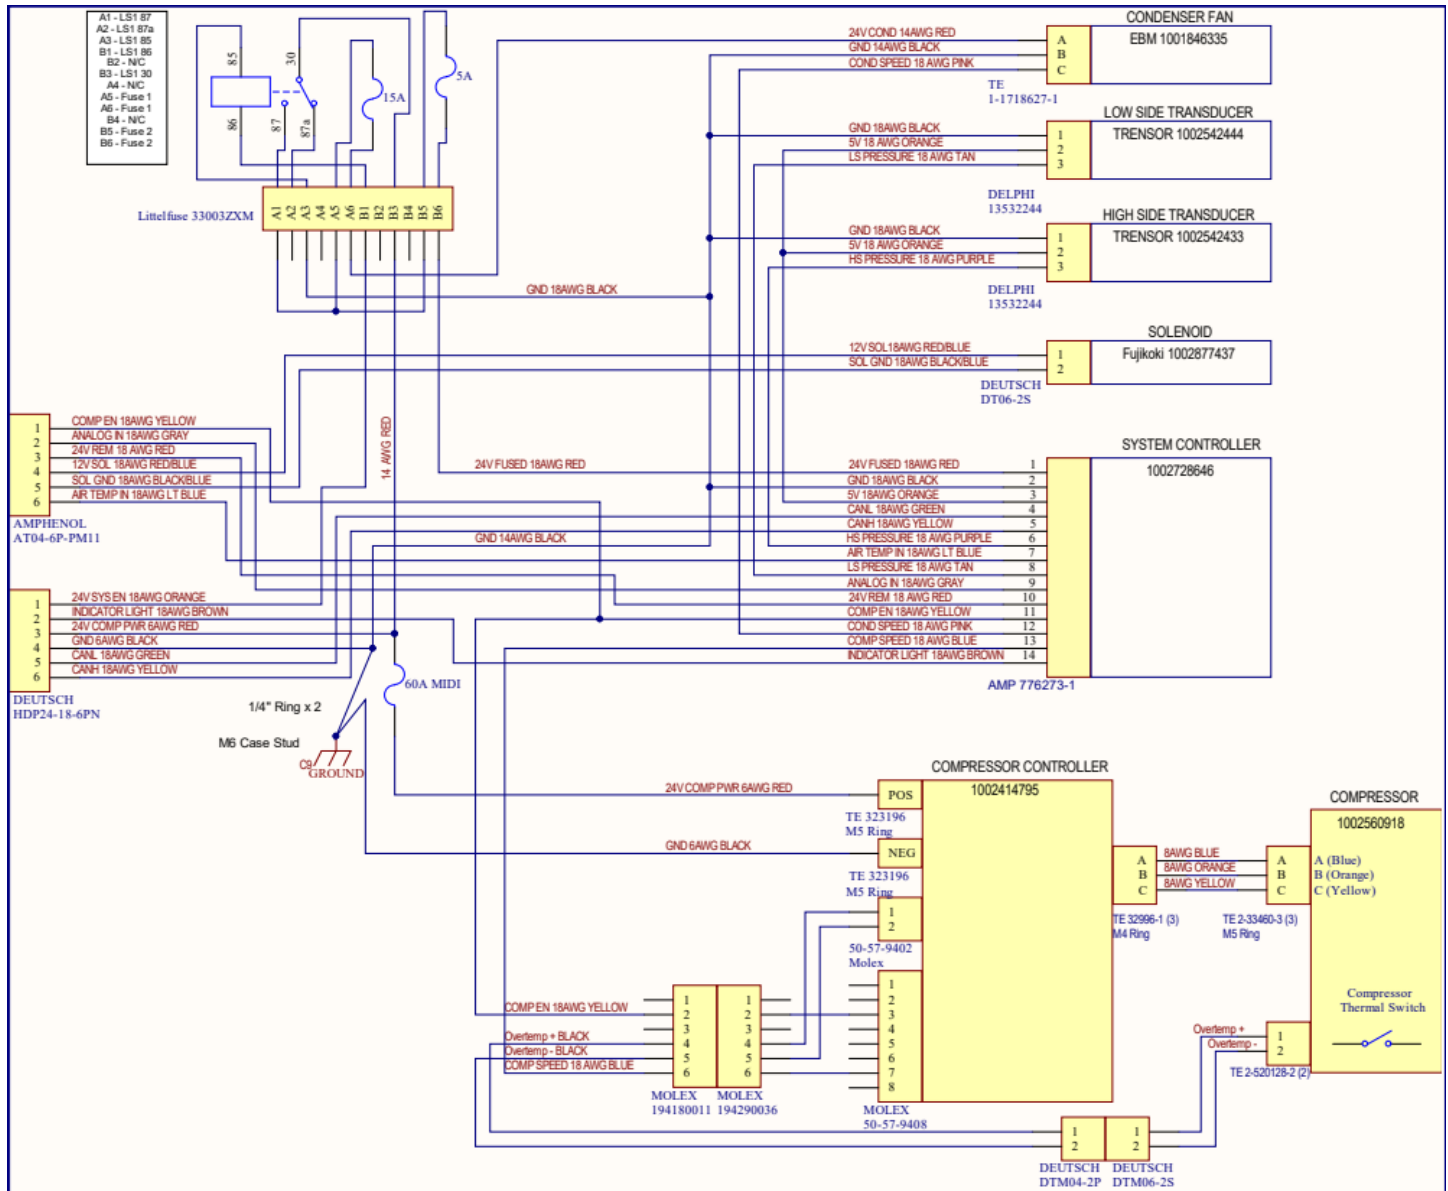 A1 - LS1 87
A2 - LS1 87a
A3 - LS1 85
B1 - LS1 86
B2 - N/C
B3 - LS1 30
A4 - N/C
A5 - Fuse 1
A6 - Fuse 1
B4 - N/C
B5 - Fuse 2
B6 - Fuse 2
85
30
86
87
87a
15A
5A
Littelfuse 33003ZXM
A1
A2
A3
A4
A5
A6
B1
B2
B3
B4
B5
B6
GND 18AWG BLACK
14 AWG RED
24V FUSED 18AWG RED
GND 14AWG BLACK
CONDENSER FAN
EBM 1001846335
24V COND 14AWG RED
GND 14AWG BLACK
COND SPEED 18 AWG PINK
A
B
C
TE
1-1718627-1
LOW SIDE TRANSDUCER
TRENSOR 1002542444
GND 18AWG BLACK
5V 18 AWG ORANGE
LS PRESSURE 18 AWG TAN
1
2
3
DELPHI
13532244
HIGH SIDE TRANSDUCER
TRENSOR 1002542433
GND 18AWG BLACK
5V 18 AWG ORANGE
HS PRESSURE 18 AWG PURPLE
1
2
3
DELPHI
13532244
SOLENOID
Fujikoki 1002877437
12V SOL18AWG RED/BLUE
SOL GND 18AWG BLACK/BLUE
1
2
DEUTSCH
DT06-2S
SYSTEM CONTROLLER
1002728646
24V FUSED 18AWG RED 1
GND 18AWG BLACK 2
5V 18AWG ORANGE 3
CANL 18AWG GREEN 4
CANH 18AWG YELLOW 5
HS PRESSURE 18 AWG PURPLE 6
AIR TEMP IN 18AWG LT BLUE 7
LS PRESSURE 18 AWG TAN 8
ANALOG IN 18AWG GRAY 9
24V REM 18 AWG RED 10
COMP EN 18AWG YELLOW 11
COND SPEED 18 AWG PINK 12
COMP SPEED 18 AWG BLUE 13
INDICATOR LIGHT 18AWG BROWN 14
AMP 776273-1
1 COMP EN 18AWG YELLOW
2 ANALOG IN 18AWG GRAY
3 24V REM 18 AWG RED
4 12V SOL 18AWG RED/BLUE
5 SOL GND 18AWG BLACK/BLUE
6 AIR TEMP IN 18AWG LT BLUE
AMPHENOL
AT04-6P-PM11
1 24V SYS EN 18AWG ORANGE
2 INDICATOR LIGHT 18AWG BROWN
3 24V COMP PWR 6AWG RED
4 GND 6AWG BLACK
5 CANL 18AWG GREEN
6 CANH 18AWG YELLOW
DEUTSCH
HDP24-18-6PN
60A MIDI
1/4" Ring x 2
M6 Case Stud
C9
GROUND
COMPRESSOR CONTROLLER
1002414795
24V COMP PWR 6AWG RED
POS
TE 323196
M5 Ring
GND 6AWG BLACK
NEG
TE 323196
M5 Ring
1
2
50-57-9402
Molex
1
2
3
4
5
6
7
8
MOLEX
50-57-9408
COMP EN 18AWG YELLOW
Overtemp + BLACK
Overtemp - BLACK
COMP SPEED 18 AWG BLUE
1
2
3
4
5
6
MOLEX
194180011
1
2
3
4
5
6
MOLEX
194290036
A
B
C
8AWG BLUE
8AWG ORANGE
8AWG YELLOW
A
B
C
TE 32996-1 (3)
M4 Ring
TE 2-33460-3 (3)
M5 Ring
COMPRESSOR
1002560918
A (Blue)
B (Orange)
C (Yellow)
Compressor
Thermal Switch
Overtemp +
Overtemp -
1
2
TE 2-520128-2 (2)
1
2
1
2
DEUTSCH
DTM04-2P
DEUTSCH
DTM06-2S